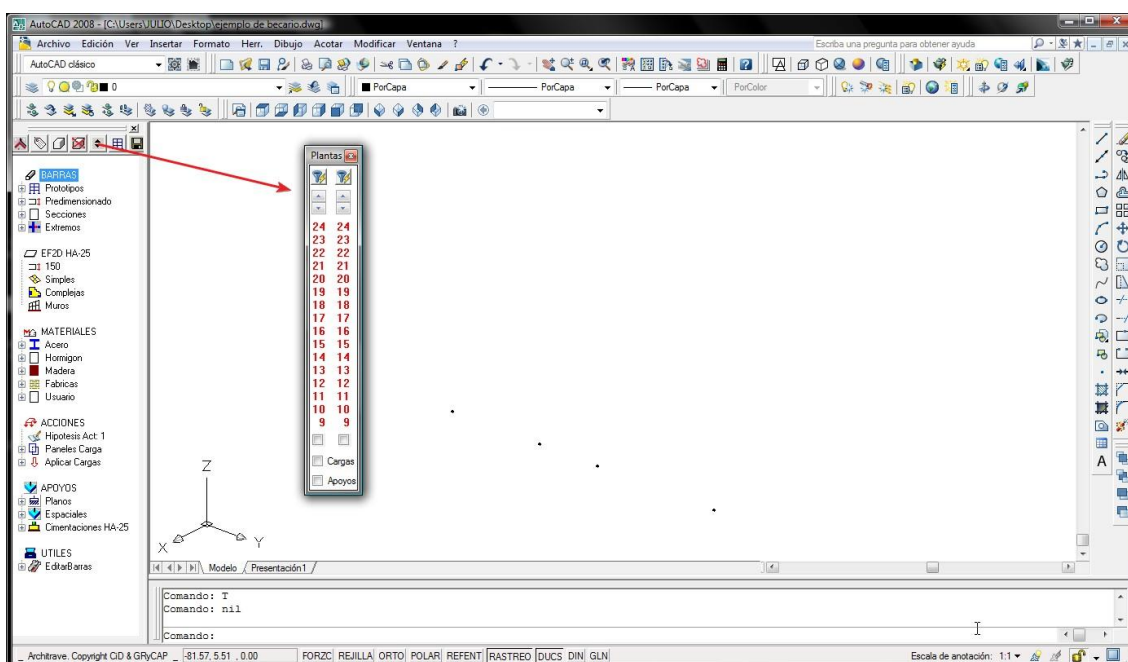 AutoCAD 2008 - [C:\Users\JULIO\Desktop\ejemplo de becario.dwg]
Archivo Edición Ver Insertar Formato Herr. Dibujo Acotar Modificar Ventana ? Escriba una pregunta para obtener ayuda
AutoCAD clásico
0 PorCapa PorCapa PorCapa PorColor
Plantas
BARRAS
Prototipos
Predimensionado
Secciones
Extremos
EF2D HA-25
150
Simples
Complejas
Muros
MATERIALES
Acero
Hormigon
Madera
Fabricas
Usuario
ACCIONES
Hipotesis Act: 1
Paneles Carga
Aplicar Cargas
APOYOS
Planos
Espaciales
Cimentaciones HA-25
UTILES
EditarBarras
24 24
23 23
22 22
21 21
20 20
19 19
18 18
17 17
16 16
15 15
14 14
13 13
12 12
11 11
10 10
9 9
Cargas
Apoyos
Z
X
Y
A
Modelo Presentación1
Comando: T
Comando: nil
Comando:
_ Architrave. Copyright CiD & GRyCAP _ -81.57, 5.51 , 0.00 FORZC REJILLA ORTO POLAR REFENT RASTREO DUCS DIN GLN Escala de anotación: 1:1